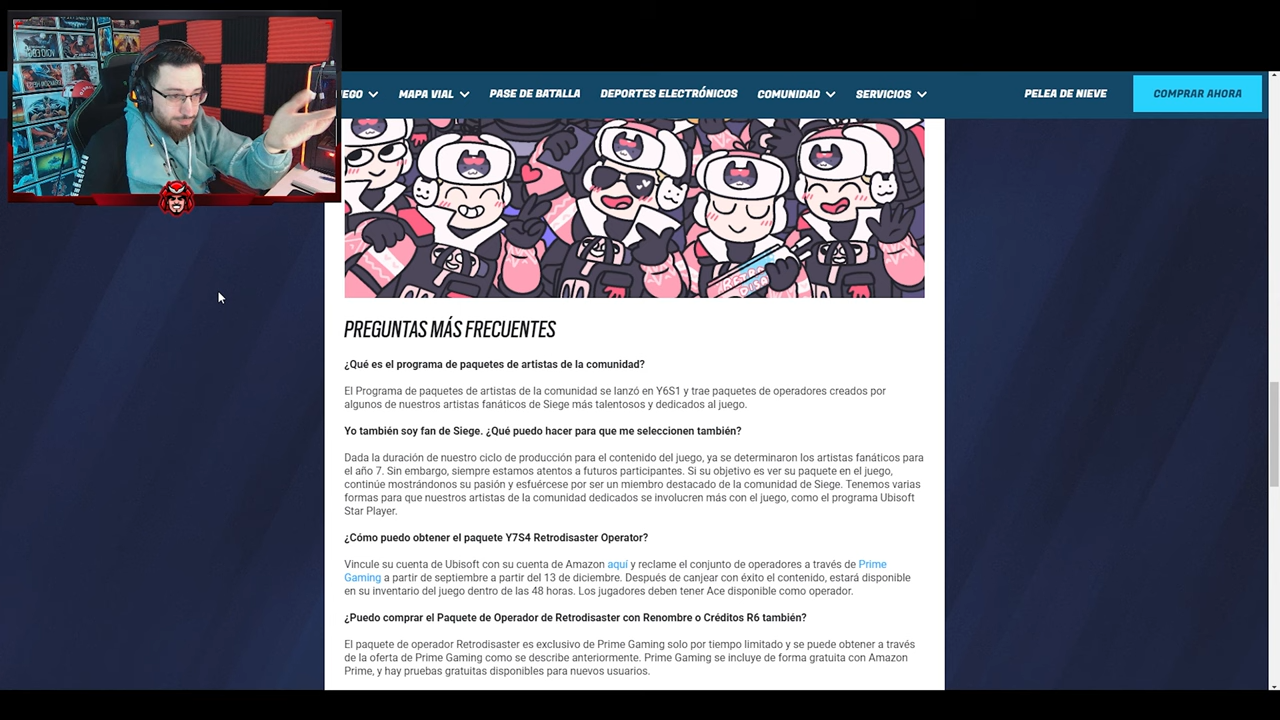 EGO
MAPA VIAL
PASE DE BATALLA
DEPORTES ELECTRÓNICOS
COMUNIDAD
SERVICIOS
PELEA DE NIEVE
COMPRAR AHORA
PREGUNTAS MÁS FRECUENTES
¿Qué es el programa de paquetes de artistas de la comunidad?
El Programa de paquetes de artistas de la comunidad se lanzó en Y6S1 y trae paquetes de operadores creados por
algunos de nuestros artistas fanáticos de Siege más talentosos y dedicados al juego.
Yo también soy fan de Siege. ¿Qué puedo hacer para que me seleccionen también?
Dada la duración de nuestro ciclo de producción para el contenido del juego, ya se determinaron los artistas fanáticos para
el año 7. Sin embargo, siempre estamos atentos a futuros participantes. Si su objetivo es ver su paquete en el juego,
continúe mostrándonos su pasión y esfuércese por ser un miembro destacado de la comunidad de Siege. Tenemos varias
formas para que nuestros artistas de la comunidad dedicados se involucren más con el juego, como el programa Ubisoft
Star Player.
¿Cómo puedo obtener el paquete Y7S4 Retrodisaster Operator?
Vincule su cuenta de Ubisoft con su cuenta de Amazon aquí y reclame el conjunto de operadores a través de Prime
Gaming a partir de septiembre a partir del 13 de diciembre. Después de canjear con éxito el contenido, estará disponible
en su inventario del juego dentro de las 48 horas. Los jugadores deben tener Ace disponible como operador.
¿Puedo comprar el Paquete de Operador de Retrodisaster con Renombre o Créditos R6 también?
El paquete de operador Retrodisaster es exclusivo de Prime Gaming solo por tiempo limitado y se puede obtener a través
de la oferta de Prime Gaming como se describe anteriormente. Prime Gaming se incluye de forma gratuita con Amazon
Prime, y hay pruebas gratuitas disponibles para nuevos usuarios.